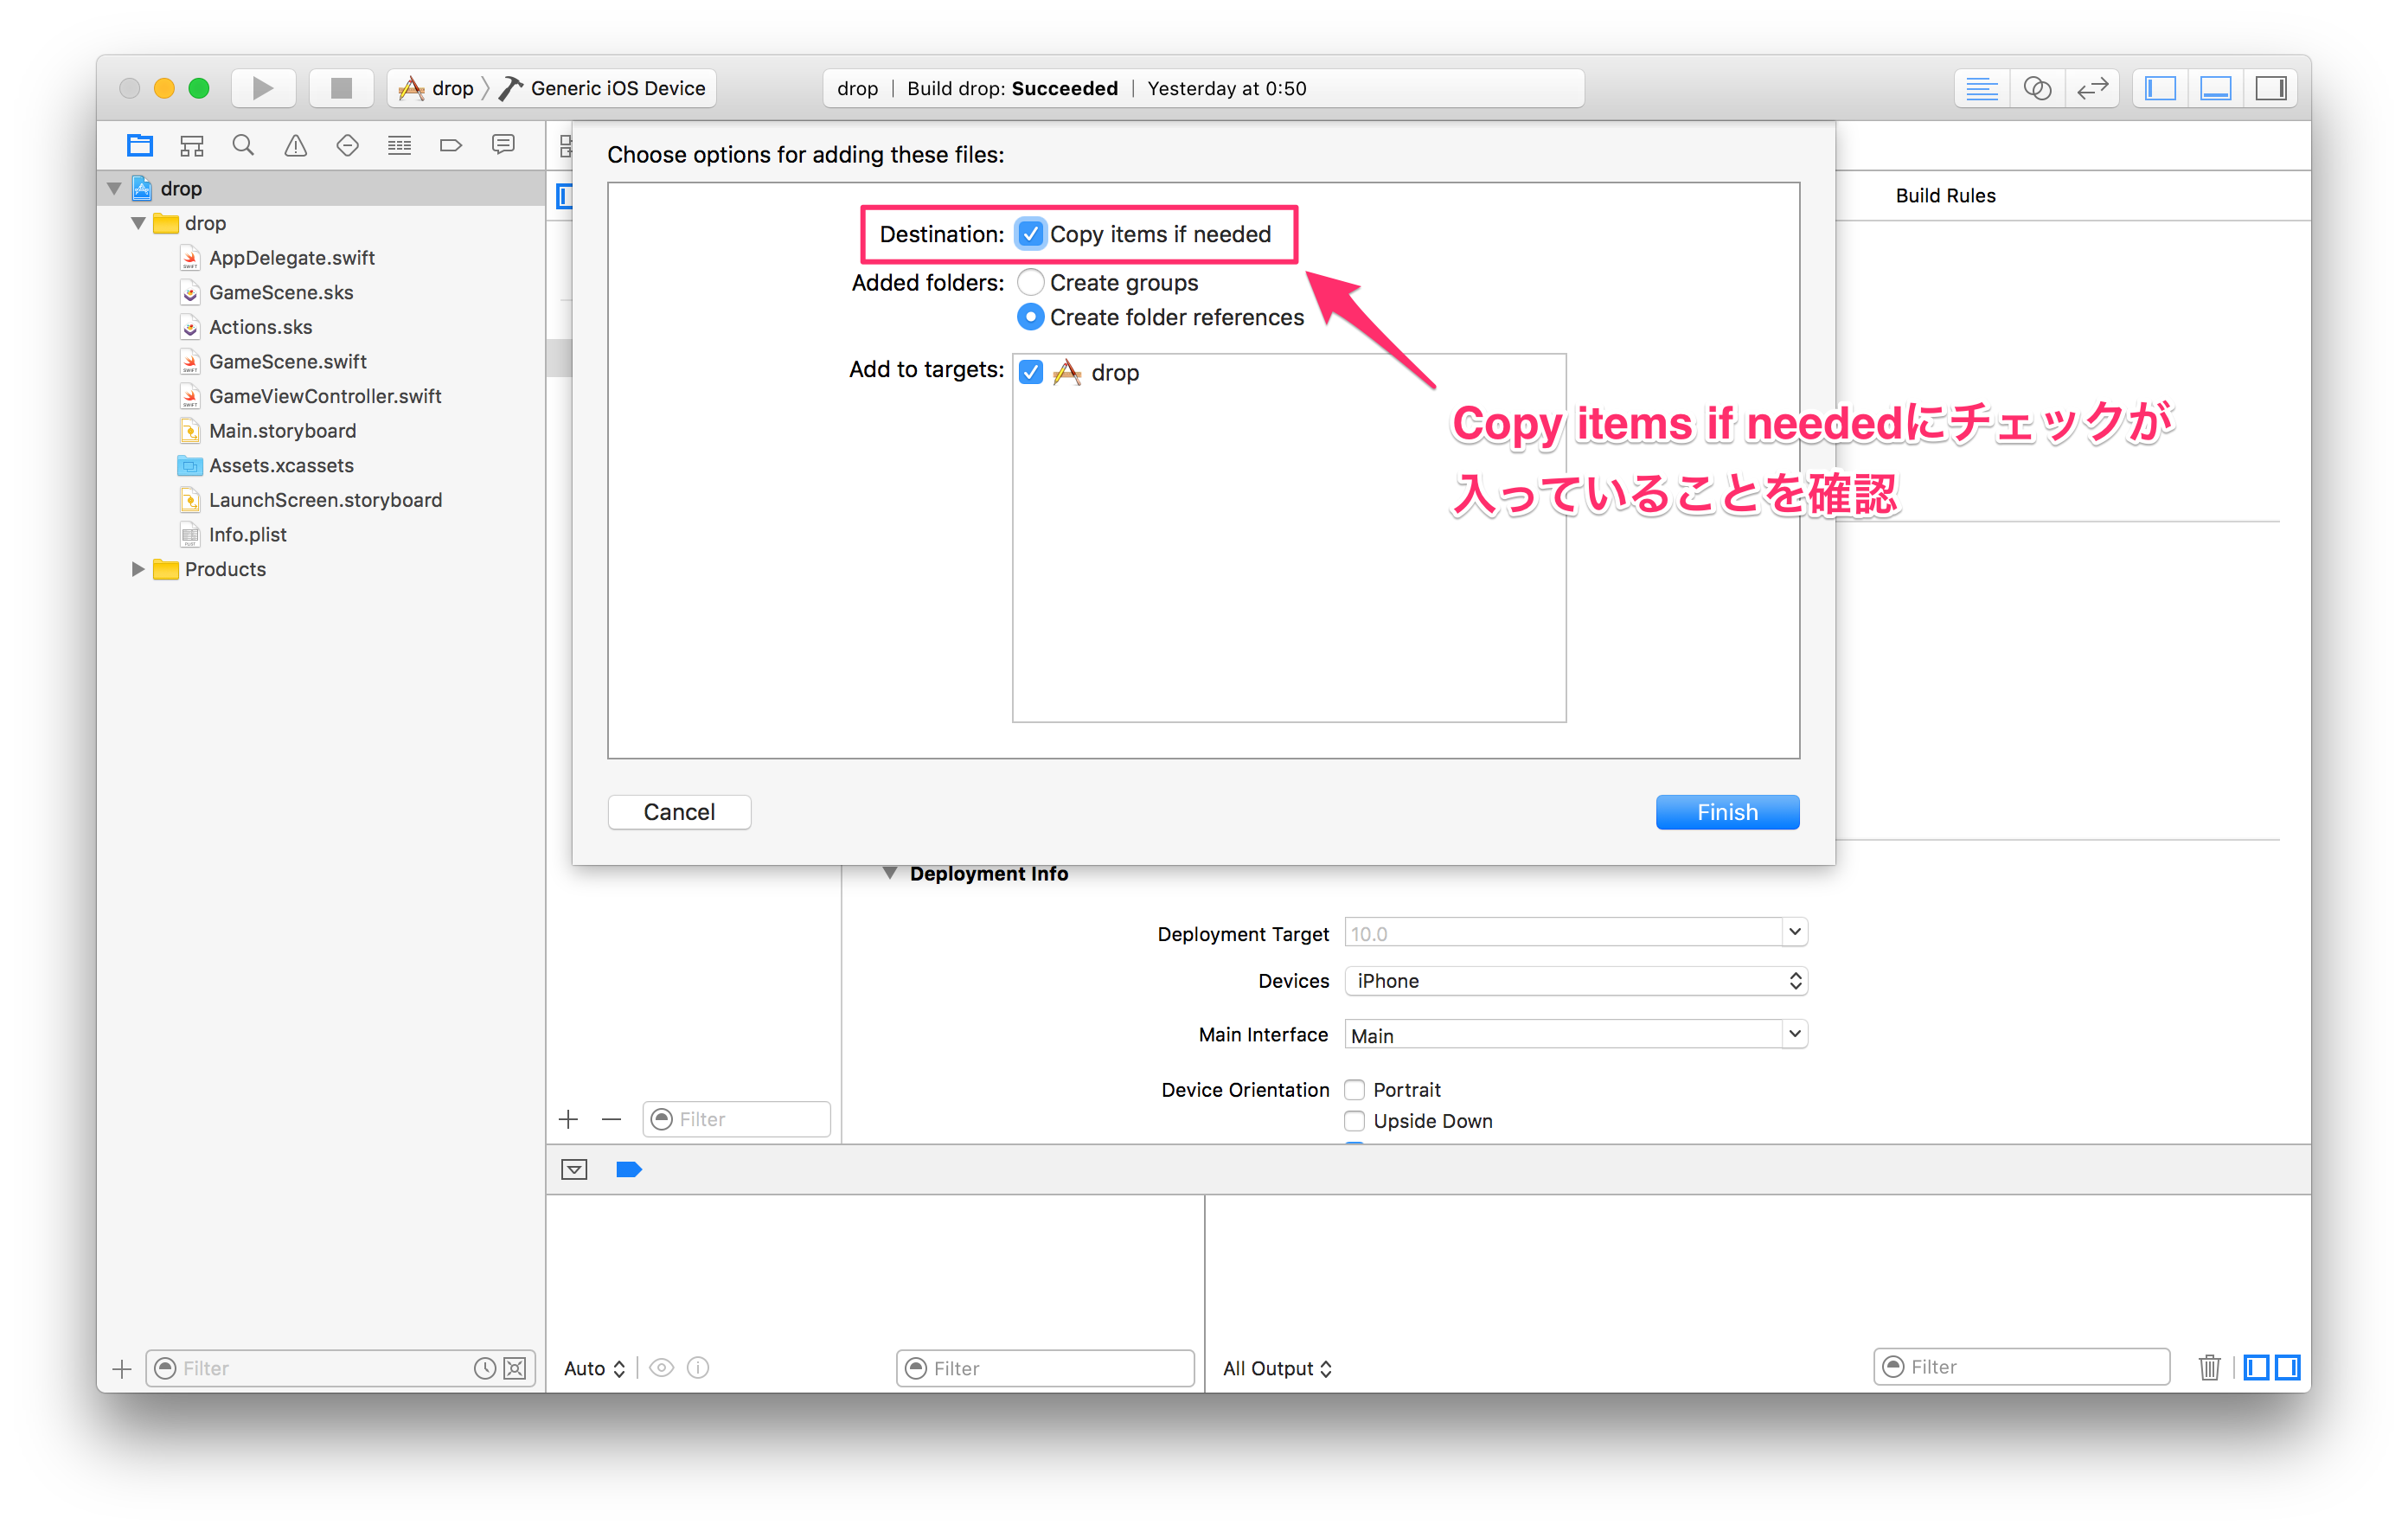 drop
Generic iOS Device
drop | Build drop: Succeeded | Yesterday at 0:50
drop
drop
AppDelegate.swift
GameScene.sks
Actions.sks
GameScene.swift
GameViewController.swift
Main.storyboard
Assets.xcassets
LaunchScreen.storyboard
Info.plist
Products
Choose options for adding these files:
Build Rules
Destination: Copy items if needed
Added folders: Create groups
Create folder references
Add to targets: drop
Copy items if neededにチェックが
入っていることを確認
Cancel
Finish
Deployment Info
Deployment Target 10.0
Devices iPhone
Main Interface Main
Device Orientation Portrait
Upside Down
Filter
Filter
Auto
Filter
All Output
Filter